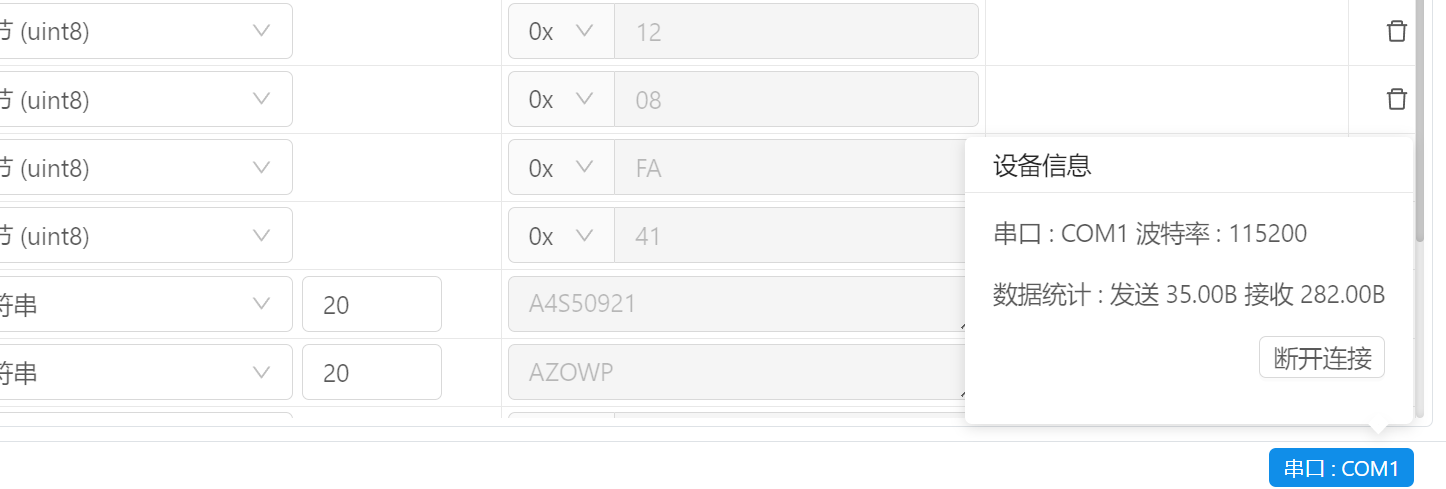 节 (uint8) 0x 12
节 (uint8) 0x 08
节 (uint8) 0x FA
设备信息
节 (uint8) 0x 41
串口 : COM1 波特率 : 115200
符串 20 A4S50921
数据统计 : 发送 35.00B 接收 282.00B
符串 20 AZOWP
断开连接
串口 : COM1